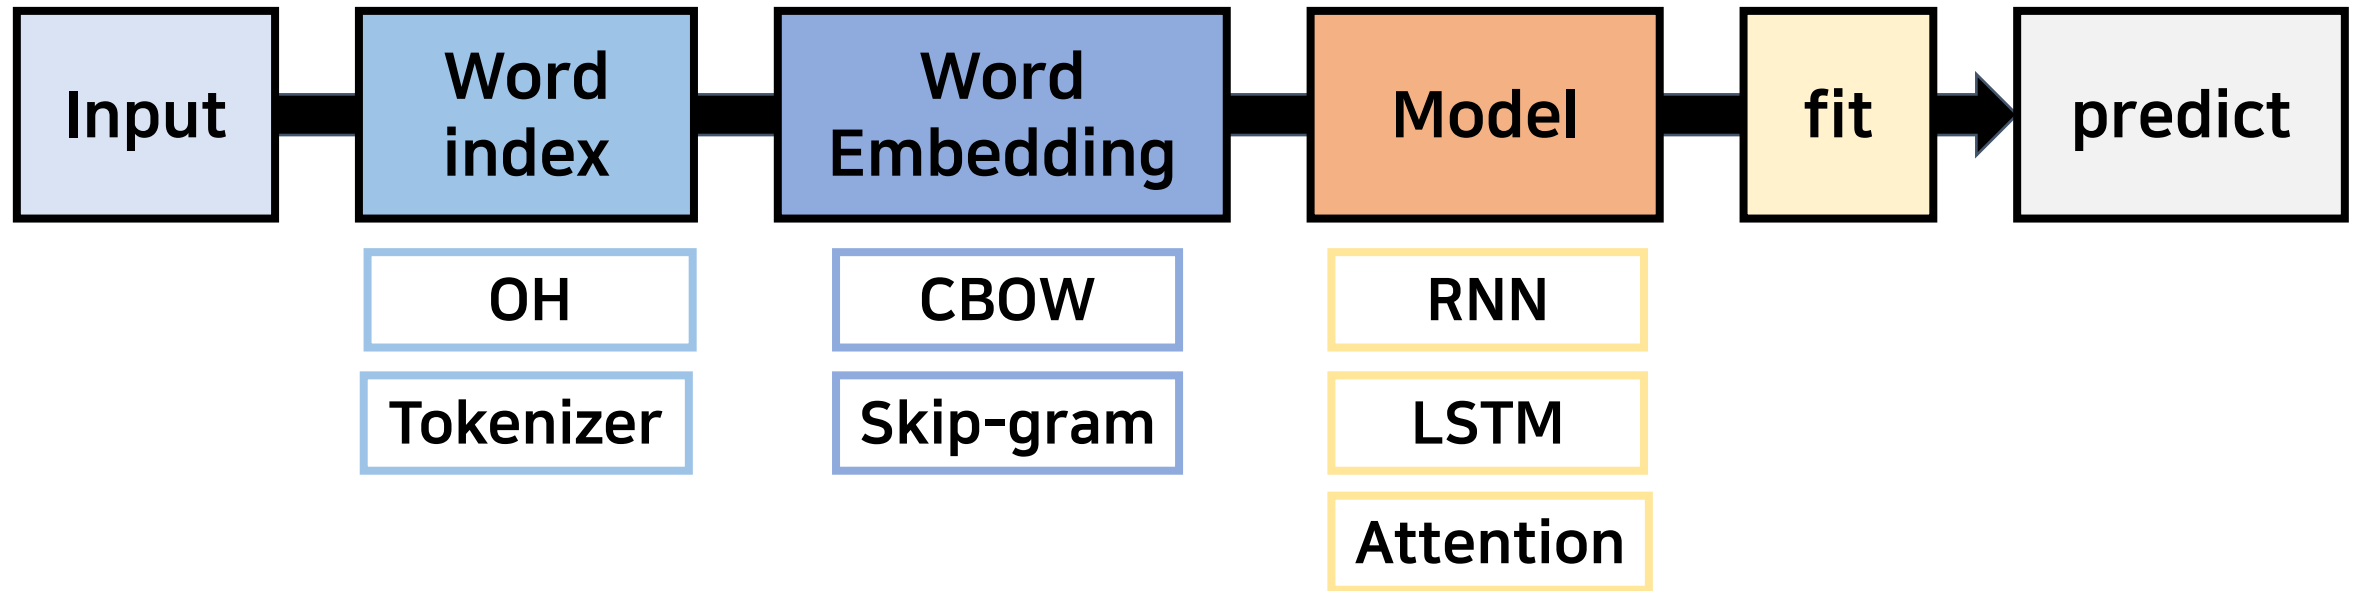 Input
Word
index
Word
Embedding
Model
fit
predict
OH
CBOW
RNN
Tokenizer
Skip-gram
LSTM
Attention